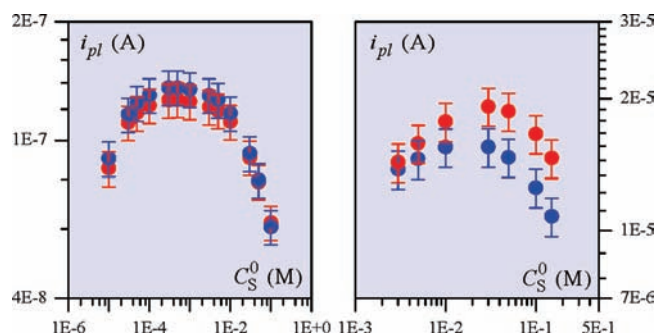 2E-7
i_pl (A)
1E-7
4E-8
C_S^0 (M)
1E-6 1E-4 1E-2 1E+0
i_pl (A)
3E-5
2E-5
1E-5
7E-6
C_S^0 (M)
1E-3 1E-2 1E-1 5E-1